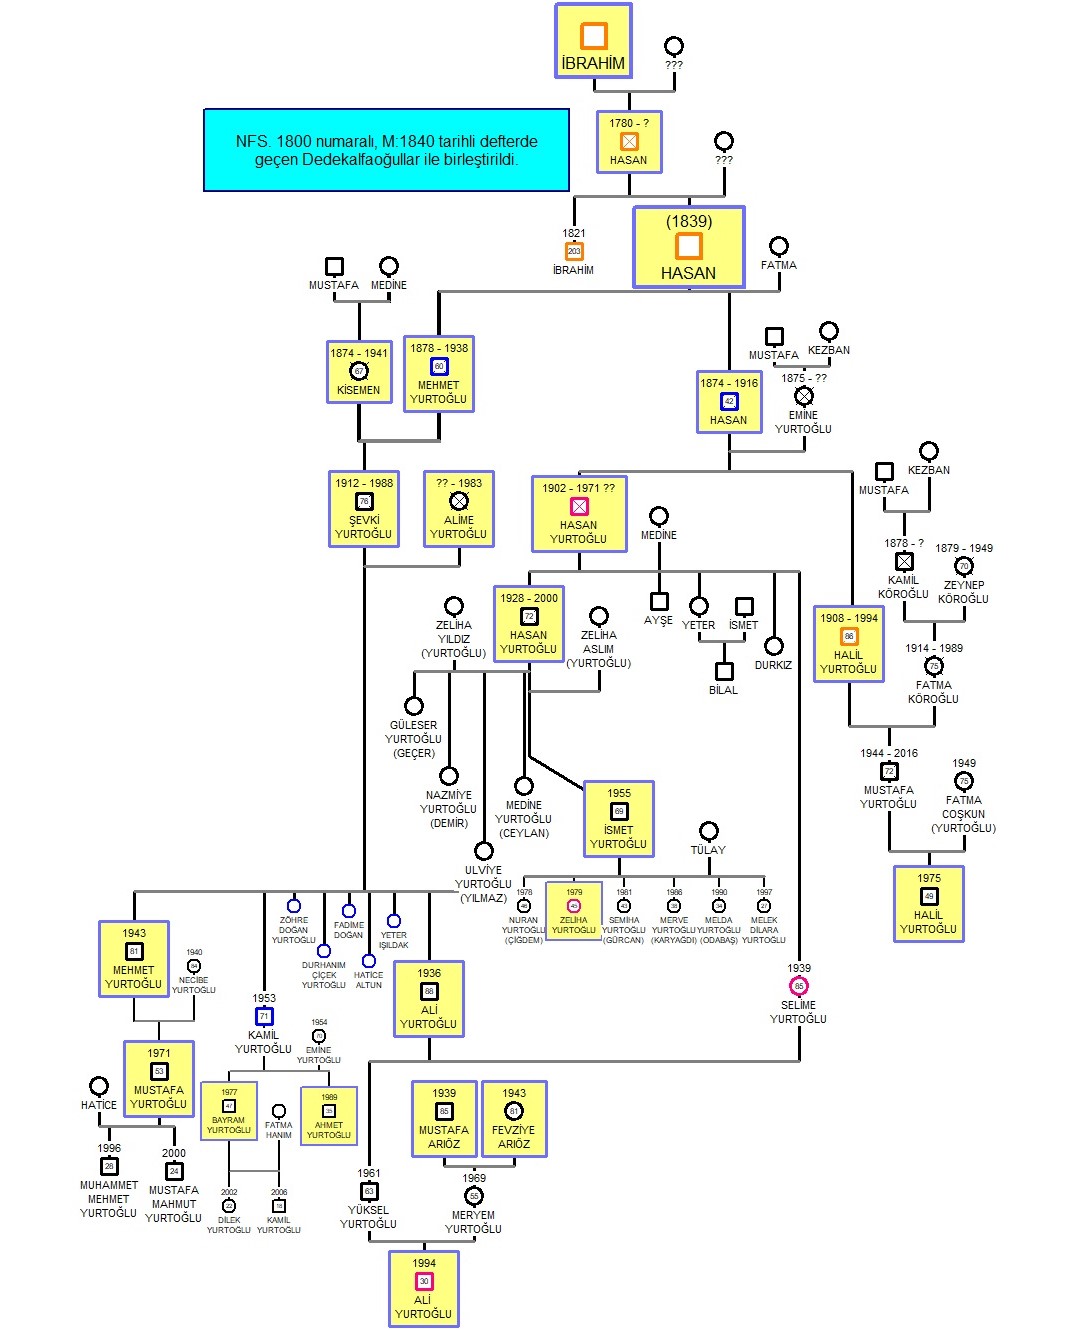 İBRAHİM
???
NFS. 1800 numaralı, M:1840 tarihli defterde
geçen Dedekalfaoğullar ile birleştirildi.
1780 - ?
HASAN
???
1821
203
İBRAHİM
(1839)
HASAN
FATMA
MUSTAFA
MEDİNE
1874 - 1941
67
KİSEMEN
1878 - 1938
60
MEHMET
YURTOĞLU
MUSTAFA
KEZBAN
1874 - 1916
42
HASAN
1875 - ??
EMİNE
YURTOĞLU
1912 - 1988
76
ŞEVKİ
YURTOĞLU
?? - 1983
ALİME
YURTOĞLU
1902 - 1971 ??
HASAN
YURTOĞLU
MEDİNE
MUSTAFA
KEZBAN
1878 - ?
KAMİL
KÖROĞLU
1879 - 1949
70
ZEYNEP
KÖROĞLU
ZELİHA
YILDIZ
(YURTOĞLU)
1928 - 2000
72
HASAN
YURTOĞLU
ZELİHA
ASLIM
(YURTOĞLU)
AYŞE
YETER
İSMET
BİLAL
DURKIZ
1908 - 1994
86
HALİL
YURTOĞLU
1914 - 1989
75
FATMA
KÖROĞLU
GÜLESER
YURTOĞLU
(GEÇER)
NAZMİYE
YURTOĞLU
(DEMİR)
MEDİNE
YURTOĞLU
(CEYLAN)
ULVİYE
YURTOĞLU
(YILMAZ)
1955
69
İSMET
YURTOĞLU
TÜLAY
1944 - 2016
72
MUSTAFA
YURTOĞLU
1949
75
FATMA
COŞKUN
(YURTOĞLU)
1978
46
NURAN
YURTOĞLU
(ÇİĞDEM)
1979
45
ZELİHA
YURTOĞLU
1981
43
SEMİHA
YURTOĞLU
(GÜRCAN)
1986
38
MERVE
YURTOĞLU
(KARYAĞDI)
1990
34
MELDA
YURTOĞLU
(ODABAŞ)
1997
27
MELEK
DİLARA
YURTOĞLU
1975
49
HALİL
YURTOĞLU
1943
81
MEHMET
YURTOĞLU
1940
84
NECİBE
YURTOĞLU
ZÖHRE
DOĞAN
YURTOĞLU
DURHANIM
ÇİÇEK
YURTOĞLU
FADİME
DOĞAN
HATİCE
ALTUN
YETER
IŞILDAK
1936
88
ALİ
YURTOĞLU
1939
85
SELİME
YURTOĞLU
1953
71
KAMİL
YURTOĞLU
1954
70
EMİNE
YURTOĞLU
1971
53
MUSTAFA
YURTOĞLU
HATİCE
1977
47
BAYRAM
YURTOĞLU
FATMA
HANIM
1989
35
AHMET
YURTOĞLU
1939
85
MUSTAFA
ARIÖZ
1943
81
FEVZİYE
ARIÖZ
1996
28
MUHAMMET
MEHMET
YURTOĞLU
2000
24
MUSTAFA
MAHMUT
YURTOĞLU
2002
22
DİLEK
YURTOĞLU
2006
18
KAMİL
YURTOĞLU
1961
63
YÜKSEL
YURTOĞLU
1969
55
MERYEM
YURTOĞLU
1994
30
ALİ
YURTOĞLU